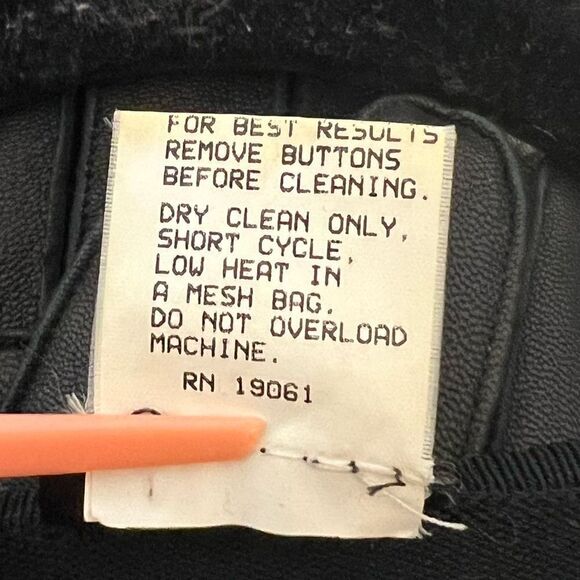 FOR BEST RESULTS
REMOVE BUTTONS
BEFORE CLEANING.
DRY CLEAN ONLY,
SHORT CYCLE,
LOW HEAT IN
A MESH BAG.
DO NOT OVERLOAD
MACHINE.
RN 19061